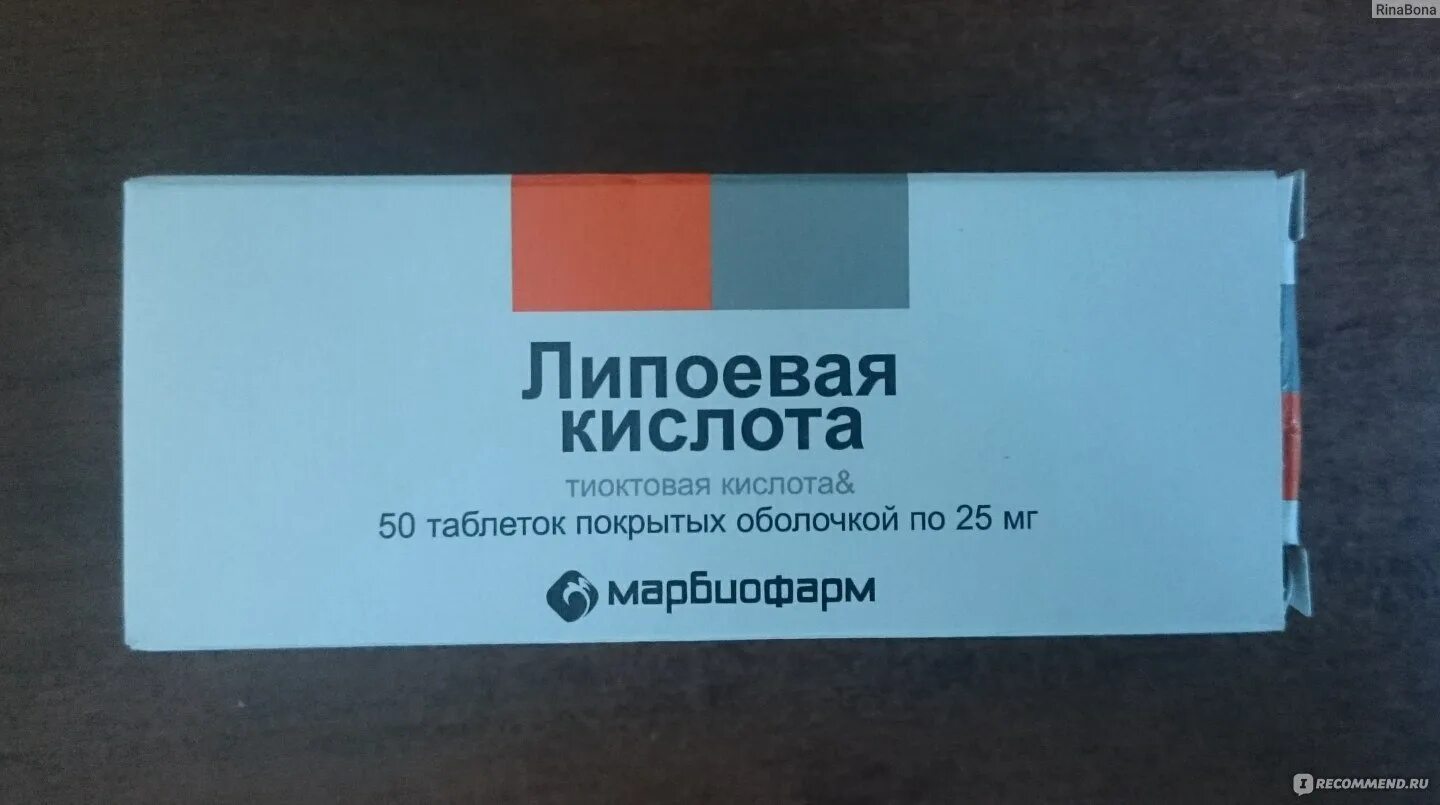 RinaBona
Липоевая
кислота
тиоктовая кислота&
50 таблеток покрытых оболочкой по 25 мг
марбиофарм
I RECOMMEND.RU